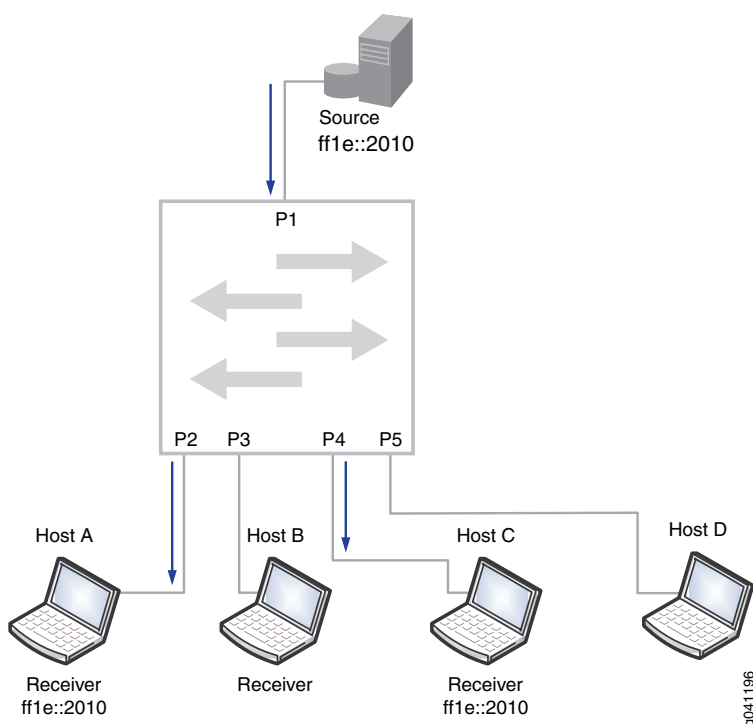 Source
ff1e::2010
P1
P2
P3
P4
P5
Host A
Host B
Host C
Host D
Receiver
ff1e::2010
Receiver
Receiver
ff1e::2010
g041196